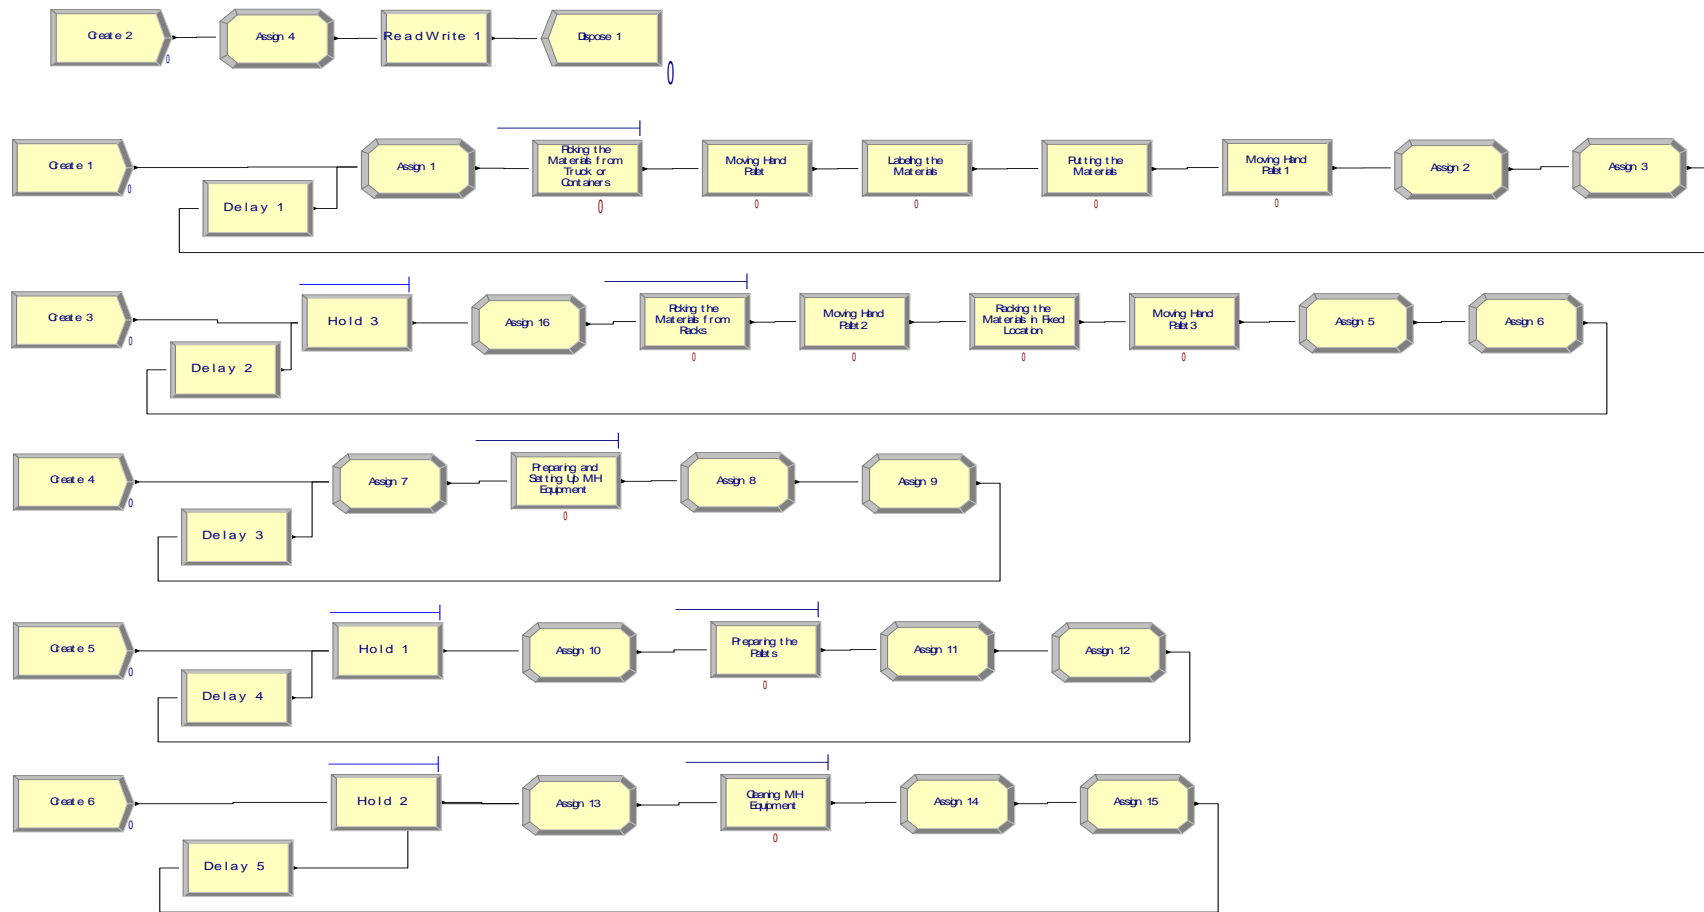 Create 2
Assign 4
ReadWrite 1
Dispose 1
0
0
Create 1
0
Delay 1
Assign 1
Picking the
Materials from
Truck or
Containers
0
Moving Hand
Pallet
0
Labeling the
Materials
0
Putting the
Materials
0
Moving Hand
Pallet 1
0
Assign 2
Assign 3
Create 3
0
Delay 2
Hold 3
Assign 16
Picking the
Materials from
Racks
0
Moving Hand
Pallet 2
0
Racking the
Materials in Fixed
Location
0
Moving Hand
Pallet 3
0
Assign 5
Assign 6
Create 4
0
Delay 3
Assign 7
Preparing and
Setting Up MH
Equipment
0
Assign 8
Assign 9
Create 5
0
Delay 4
Hold 1
Assign 10
Preparing the
Pallets
0
Assign 11
Assign 12
Create 6
0
Delay 5
Hold 2
Assign 13
Cleaning MH
Equipment
0
Assign 14
Assign 15